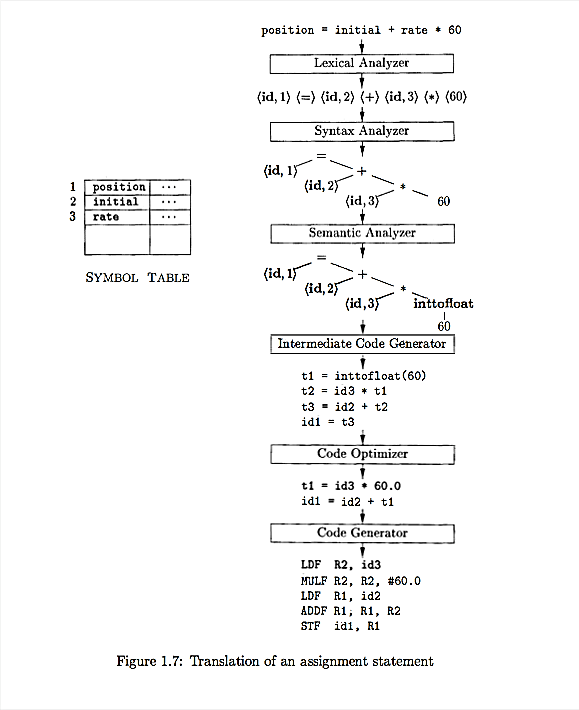 position = initial + rate * 60
Lexical Analyzer
⟨id, 1⟩ ⟨=⟩ ⟨id, 2⟩ ⟨+⟩ ⟨id, 3⟩ ⟨*⟩ ⟨60⟩
Syntax Analyzer
=
⟨id, 1⟩ +
⟨id, 2⟩ *
⟨id, 3⟩ 60
1 position ...
2 initial ...
3 rate ...
SYMBOL TABLE
Semantic Analyzer
=
⟨id, 1⟩ +
⟨id, 2⟩ *
⟨id, 3⟩ inttofloat
60
Intermediate Code Generator
t1 = inttofloat(60)
t2 = id3 * t1
t3 = id2 + t2
id1 = t3
Code Optimizer
t1 = id3 * 60.0
id1 = id2 + t1
Code Generator
LDF R2, id3
MULF R2, R2, #60.0
LDF R1, id2
ADDF R1, R1, R2
STF id1, R1
Figure 1.7: Translation of an assignment statement